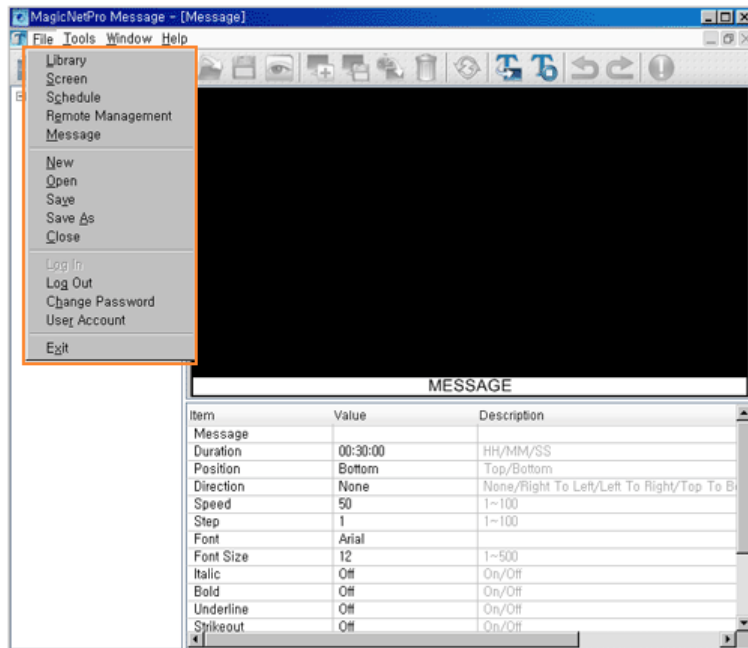 MagicNetPro Message - [Message]
File Tools Window Help
Library
Screen
Schedule
Remote Management
Message
New
Open
Save
Save As
Close
Log In
Log Out
Change Password
User Account
Exit
MESSAGE
Item Value Description
Message
Duration 00:30:00 HH/MM/SS
Position Bottom Top/Bottom
Direction None None/Right To Left/Left To Right/Top To
Speed 50 1~100
Step 1 1~100
Font Arial
Font Size 12 1~500
Italic Off On/Off
Bold Off On/Off
Underline Off On/Off
Strikeout Off On/Off